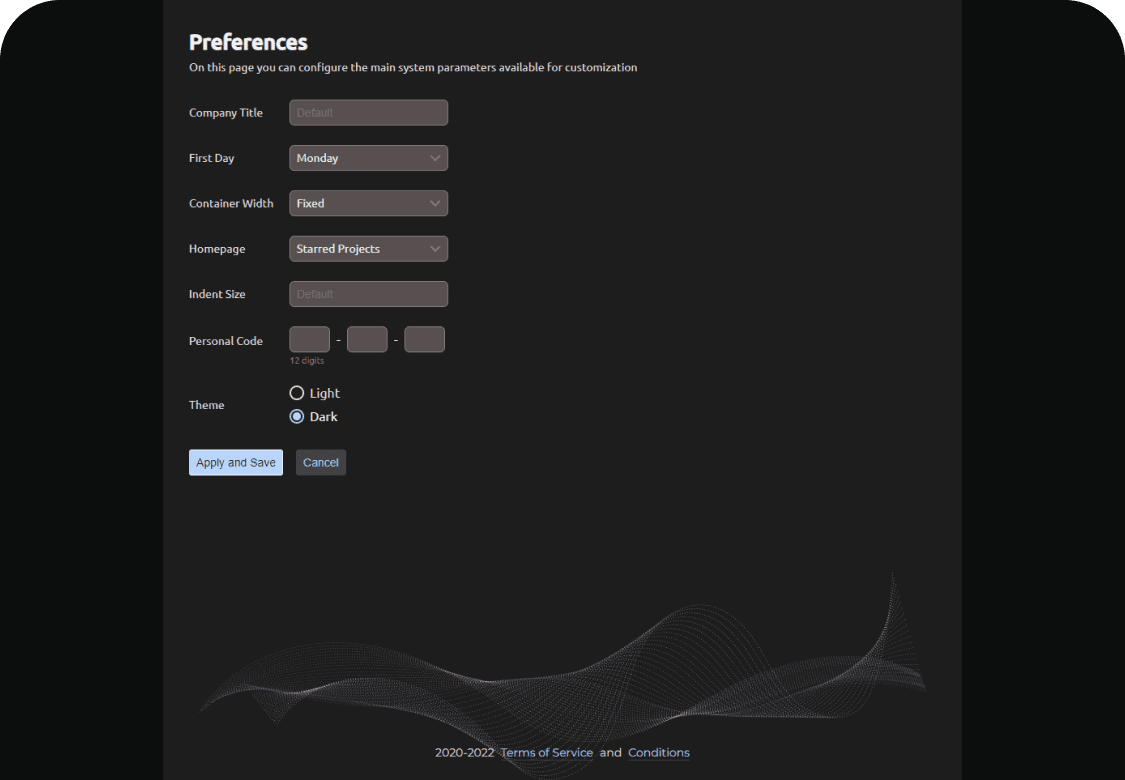 Preferences
On this page you can configure the main system parameters available for customization
Company Title Default
First Day Monday
Container Width Fixed
Homepage Starred Projects
Indent Size Default
Personal Code - -
12 digits
Light
Theme
Dark
Apply and Save Cancel
2020-2022 Terms of Service and Conditions